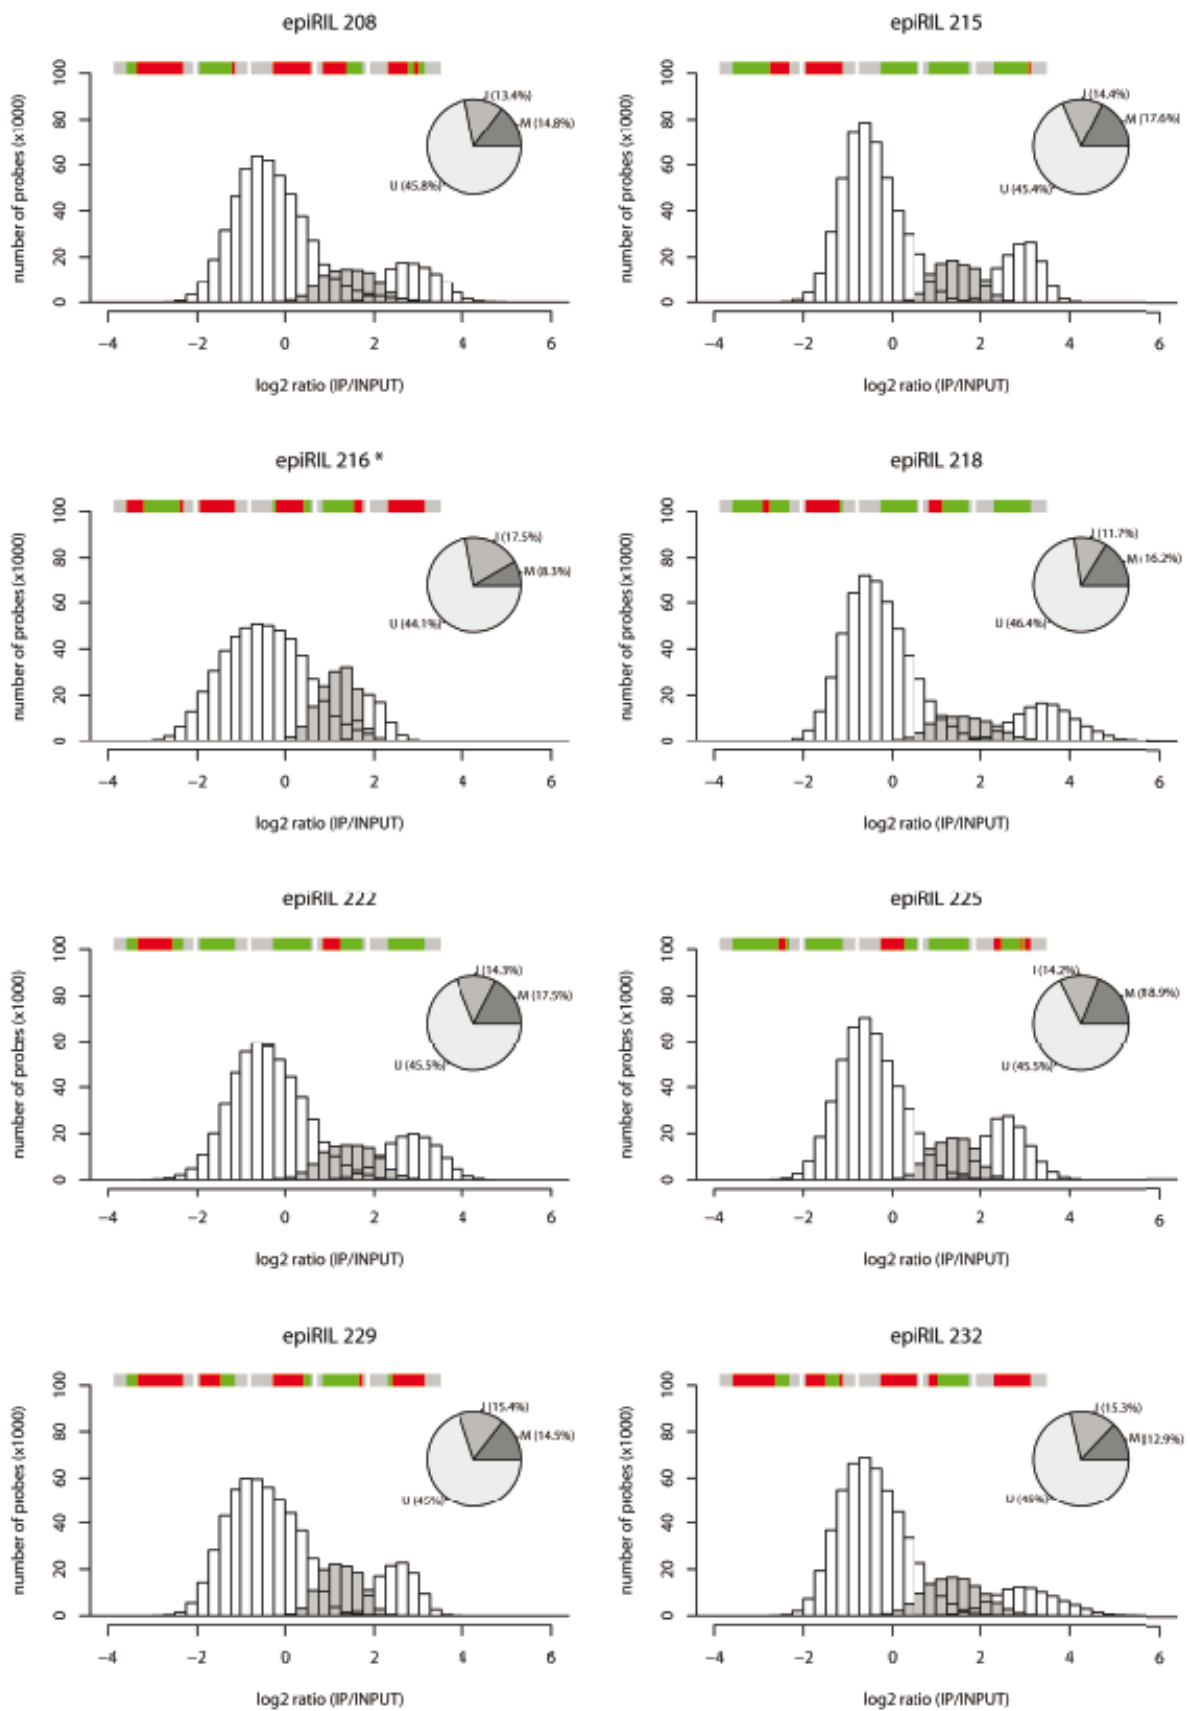 epiRIL 208
number of probes (x1000)
0 20 40 60 80 100
I (13.4%)
M (14.8%)
U (45.8%)
−4 −2 0 2 4 6
log2 ratio (IP/INPUT)
epiRIL 215
number of probes (x1000)
0 20 40 60 80 100
I (14.4%)
M (17.6%)
U (45.4%)
−4 −2 0 2 4 6
log2 ratio (IP/INPUT)
epiRIL 216 *
number of probes (x1000)
0 20 40 60 80 100
I (17.5%)
M (8.3%)
U (44.1%)
−4 −2 0 2 4 6
log2 ratio (IP/INPUT)
epiRIL 218
number of probes (x1000)
0 20 40 60 80 100
I (11.7%)
M (16.2%)
U (46.4%)
−4 −2 0 2 4 6
log2 ratio (IP/INPUT)
epiRIL 222
number of probes (x1000)
0 20 40 60 80 100
I (14.3%)
M (17.5%)
U (45.5%)
−4 −2 0 2 4 6
log2 ratio (IP/INPUT)
epiRIL 225
number of probes (x1000)
0 20 40 60 80 100
I (14.2%)
M (18.9%)
U (45.5%)
−4 −2 0 2 4 6
log2 ratio (IP/INPUT)
epiRIL 229
number of probes (x1000)
0 20 40 60 80 100
I (15.4%)
M (14.5%)
U
−4 −2 0 2 4 6
log2 ratio (IP/INPUT)
epiRIL 232
number of probes (x1000)
0 20 40 60 80 100
I (15.3%)
M (12.9%)
U
−4 −2 0 2 4 6
log2 ratio (IP/INPUT)